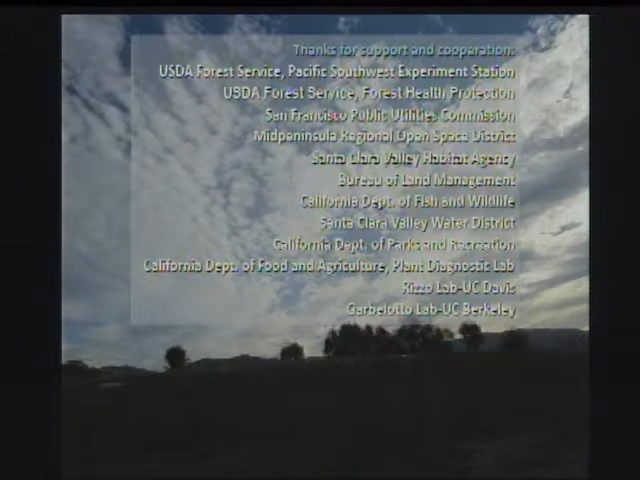 Thanks for support and cooperation:
USDA Forest Service, Pacific Southwest Experiment Station
USDA Forest Service, Forest Health Protection
San Francisco Public Utilities Commission
Midpeninsula Regional Open Space District
Santa Clara Valley Habitat Agency
Bureau of Land Management
California Dept. of Fish and Wildlife
Santa Clara Valley Water District
California Dept. of Parks and Recreation
California Dept. of Food and Agriculture, Plant Diagnostic Lab
Rizzo Lab-UC Davis
Garbelotto Lab-UC Berkeley